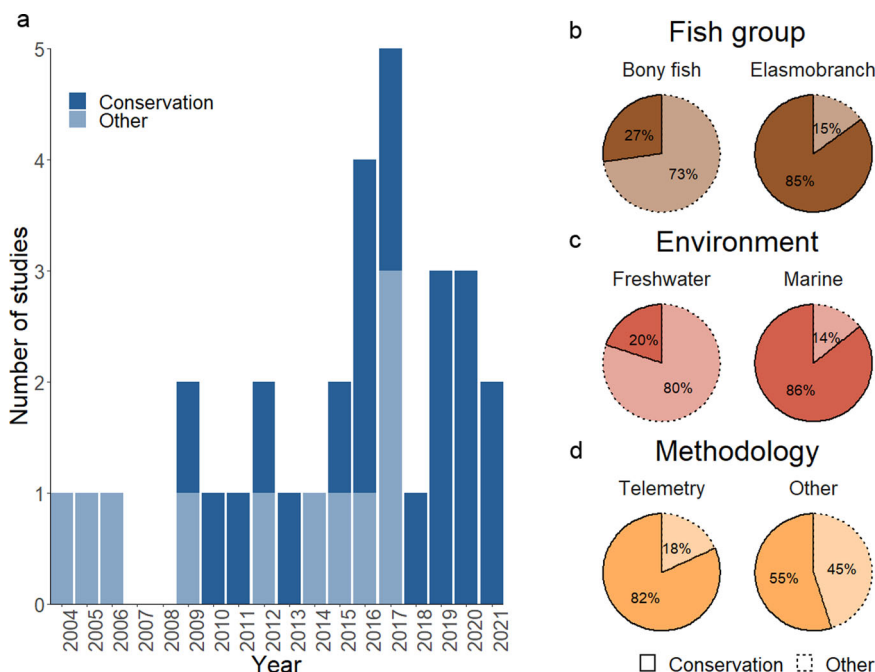 a
Number of studies
5
4
3
2
1
0
Conservation
Other
2004
2005
2006
2007
2008
2009
2010
2011
2012
2013
2014
2015
2016
2017
2018
2019
2020
2021
Year
b Fish group
Bony fish Elasmobranch
27%
73%
15%
85%
c Environment
Freshwater Marine
20%
80%
14%
86%
d Methodology
Telemetry Other
18%
82%
55% 45%
Conservation Other